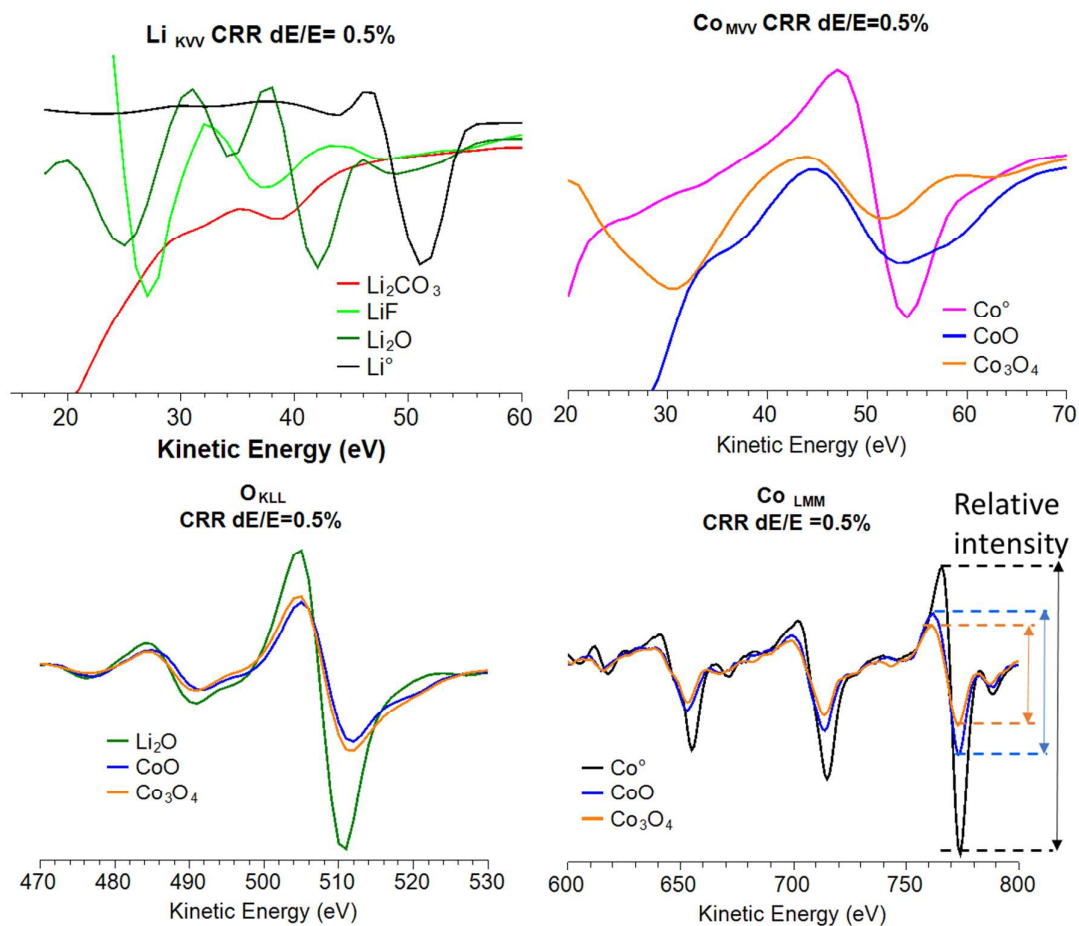 Li KVV CRR dE/E= 0.5%
Li₂CO₃
LiF
Li₂O
Li°
20 30 40 50 60
Kinetic Energy (eV)
Co MVV CRR dE/E=0.5%
Co°
CoO
Co₃O₄
20 30 40 50 60 70
Kinetic Energy (eV)
O KLL
CRR dE/E=0.5%
Li₂O
CoO
Co₃O₄
470 480 490 500 510 520 530
Kinetic Energy (eV)
Co LMM
CRR dE/E =0.5%
Relative
intensity
Co°
CoO
Co₃O₄
600 650 700 750 800
Kinetic Energy (eV)